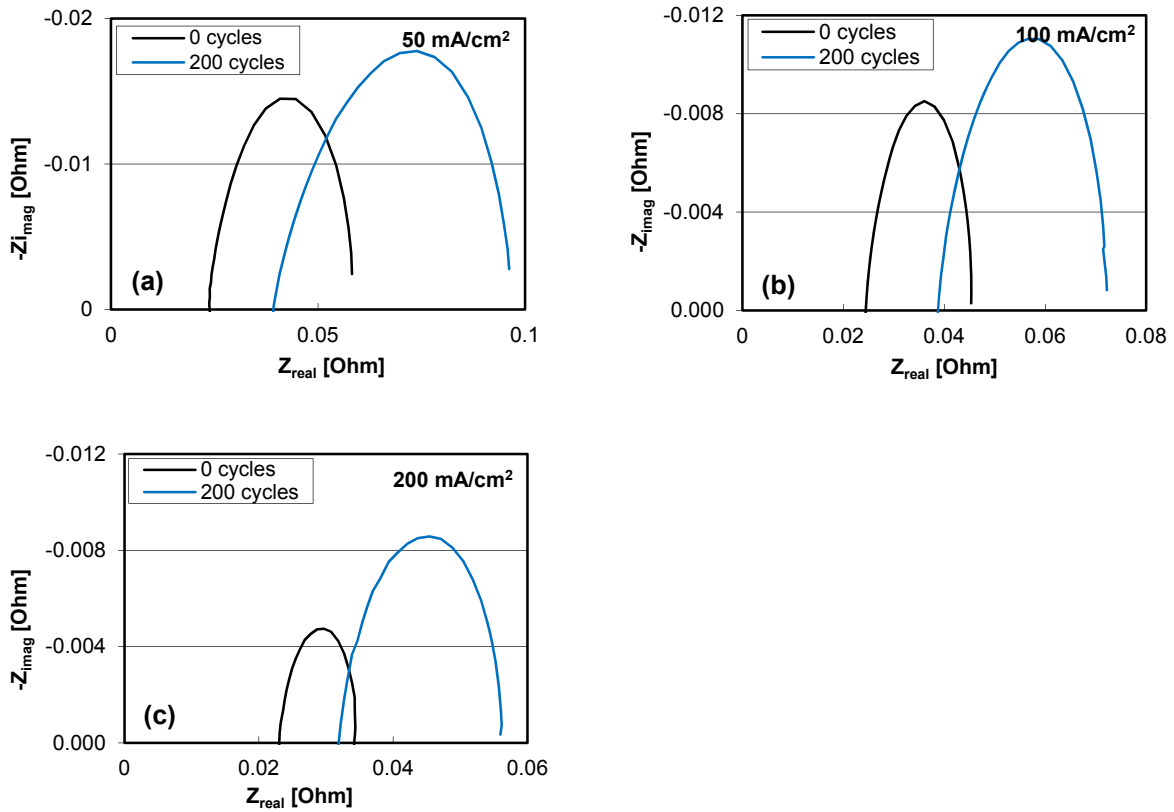 -0.02
0 cycles
200 cycles
50 mA/cm²
-0.01
0
-Zi_mag [Ohm]
(a)
0 0.05 0.1
Z_real [Ohm]
-0.012
0 cycles
200 cycles
100 mA/cm²
-0.008
-0.004
0.000
-Z_imag [Ohm]
(b)
0 0.02 0.04 0.06 0.08
Z_real [Ohm]
-0.012
0 cycles
200 cycles
200 mA/cm²
-0.008
-0.004
0.000
-Z_imag [Ohm]
(c)
0 0.02 0.04 0.06
Z_real [Ohm]